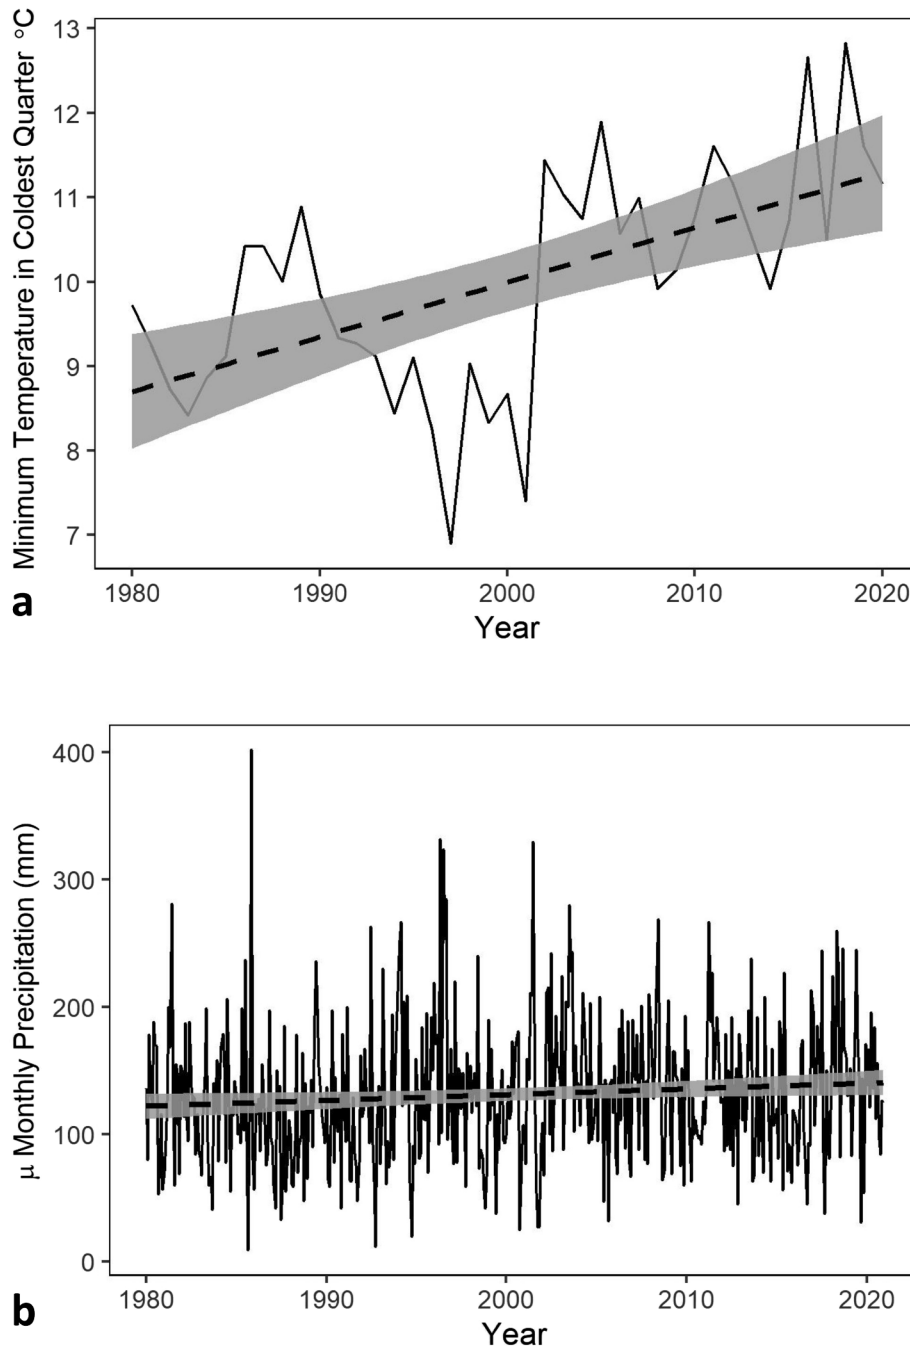 Minimum Temperature in Coldest Quarter °C
13
12
11
10
9
8
7
1980 1990 2000 2010 2020
Year
a
μ Monthly Precipitation (mm)
400
300
200
100
0
1980 1990 2000 2010 2020
Year
b